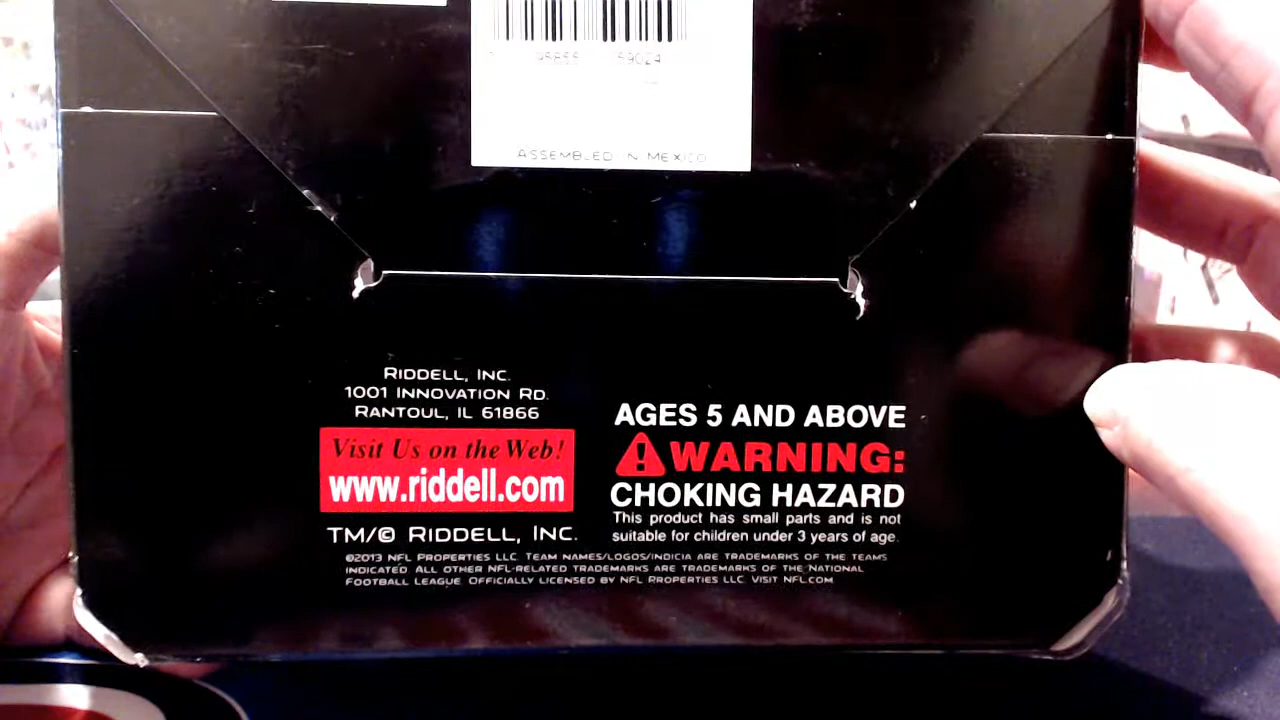 ASSEMBLED IN MEXICO
RIDDELL, INC.
1001 INNOVATION RD.
RANTOUL, IL 61866
Visit Us on the Web!
www.riddell.com
TM/© RIDDELL, INC.
AGES 5 AND ABOVE
WARNING:
CHOKING HAZARD
This product has small parts and is not
suitable for children under 3 years of age.
©2013 NFL PROPERTIES LLC. TEAM NAMES/LOGOS/INDICIA ARE TRADEMARKS OF THE TEAMS
INDICATED. ALL OTHER NFL-RELATED TRADEMARKS ARE TRADEMARKS OF THE NATIONAL
FOOTBALL LEAGUE. OFFICIALLY LICENSED BY NFL PROPERTIES LLC. VISIT NFL.COM